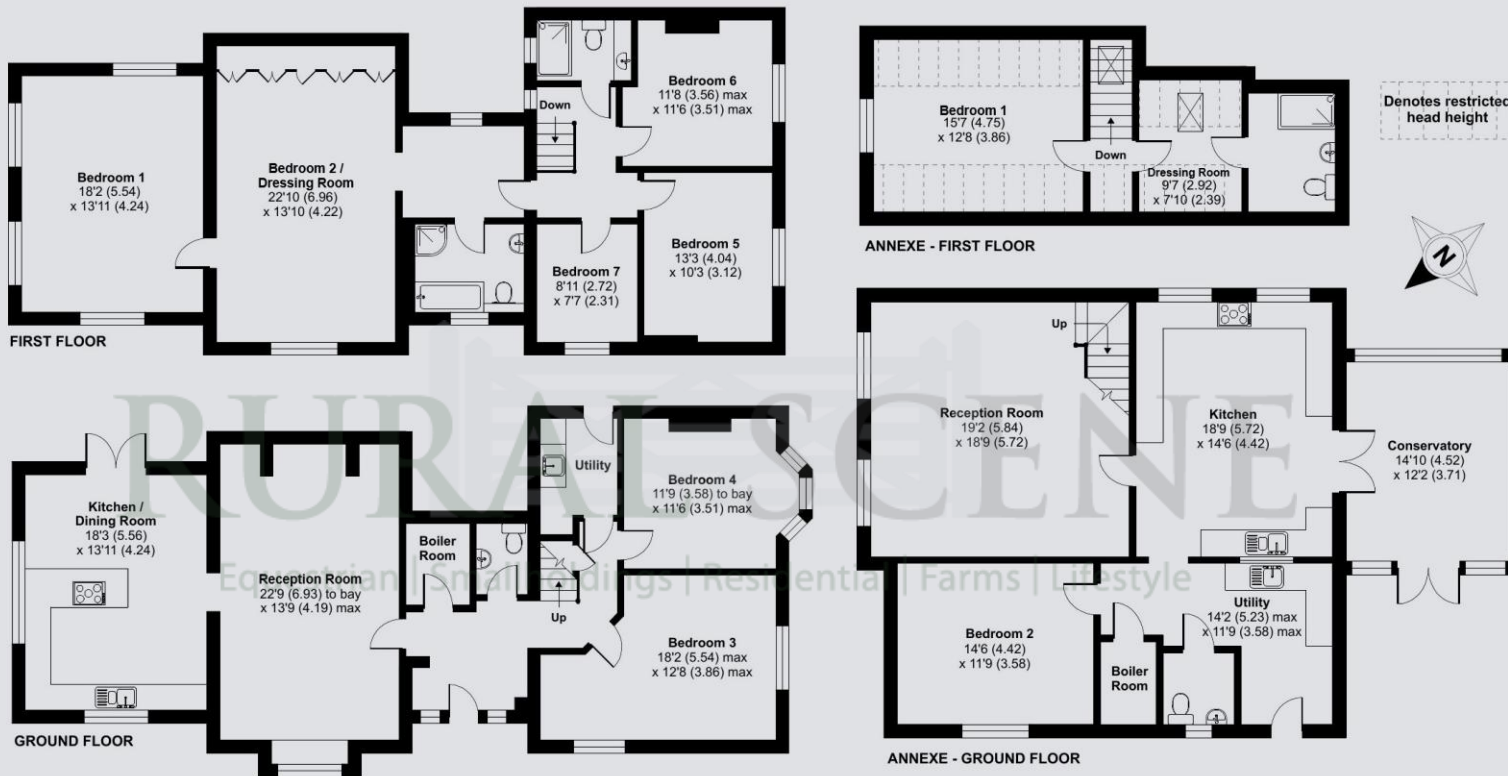 Bedroom 1
18'2 (5.54)
x 13'11 (4.24)
Bedroom 2 /
Dressing Room
22'10 (6.96)
x 13'10 (4.22)
Down
Bedroom 6
11'8 (3.56) max
x 11'6 (3.51) max
Bedroom 5
13'3 (4.04)
x 10'3 (3.12)
Bedroom 7
8'11 (2.72)
x 7'7 (2.31)
FIRST FLOOR
Bedroom 1
15'7 (4.75)
x 12'8 (3.86)
Down
Dressing Room
9'7 (2.92)
x 7'10 (2.39)
ANNEXE - FIRST FLOOR
Denotes restricted
head height
N
RURAL SCENE
Equestrian | Smallholdings | Residential | Farms | Lifestyle
Kitchen /
Dining Room
18'3 (5.56)
x 13'11 (4.24)
Reception Room
22'9 (6.93) to bay
x 13'9 (4.19) max
Boiler
Room
Utility
Up
Bedroom 4
11'9 (3.58) to bay
x 11'6 (3.51) max
Bedroom 3
18'2 (5.54) max
x 12'8 (3.86) max
GROUND FLOOR
Up
Reception Room
19'2 (5.84)
x 18'9 (5.72)
Kitchen
18'9 (5.72)
x 14'6 (4.42)
Conservatory
14'10 (4.52)
x 12'2 (3.71)
Bedroom 2
14'6 (4.42)
x 11'9 (3.58)
Boiler
Room
Utility
14'2 (5.23) max
x 11'9 (3.58) max
ANNEXE - GROUND FLOOR